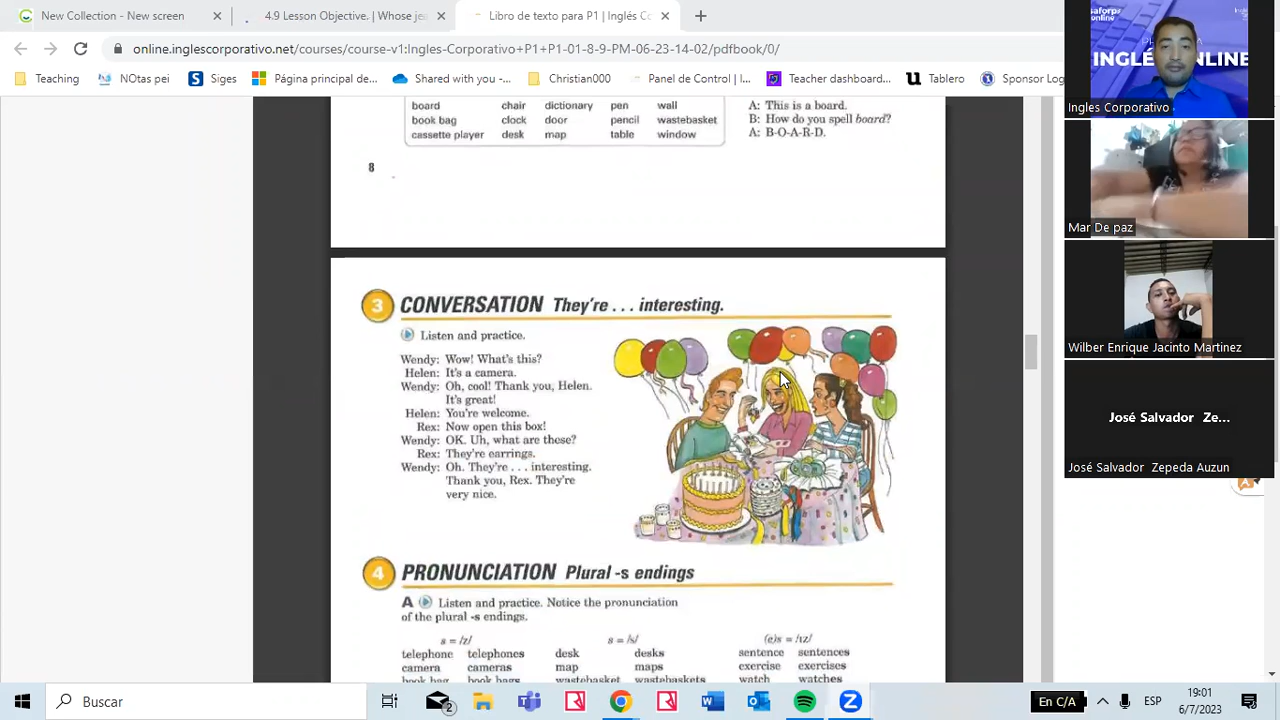 New Collection - New screen
4.9 Lesson Objective. | What
Libro de texto para P1 | Inglés C
online.inglescorporativo.net/courses/course-v1:Ingles-Corporativo+P1+P1-01-8-9-PM-06-23-14-02/pdfbook/0/
Teaching
NOtas pei
Siges
Página principal de...
Shared with you -...
Christian000
Panel de Control | I...
Teacher dashboard...
Tablero
Sponsor Log
board chair dictionary pen wall
book bag clock door pencil wastebasket
cassette player desk map table window
A: This is a board.
B: How do you spell board?
A: B-O-A-R-D.
8
3 CONVERSATION They're . . . interesting.
Listen and practice.
Wendy: Wow! What's this?
Helen: It's a camera.
Wendy: Oh, cool! Thank you, Helen.
It's great!
Helen: You're welcome.
Rex: Now open this box!
Wendy: OK. Uh, what are these?
Rex: They're earrings.
Wendy: Oh. They're . . . interesting.
Thank you, Rex. They're
very nice.
4 PRONUNCIATION Plural -s endings
A Listen and practice. Notice the pronunciation
of the plural -s endings.
s = /z/ s = /s/ (e)s = /ɪz/
telephone telephones desk desks sentence sentences
camera cameras map maps exercise exercises
book bag book bags wastebasket wastebaskets watch watches
online
INGLÉS ONLINE
Ingles Corporativo
Mar De paz
Wilber Enrique Jacinto Martinez
José Salvador Ze...
José Salvador Zepeda Auzun
Buscar
2
En C/A
ESP
19:01
6/7/2023